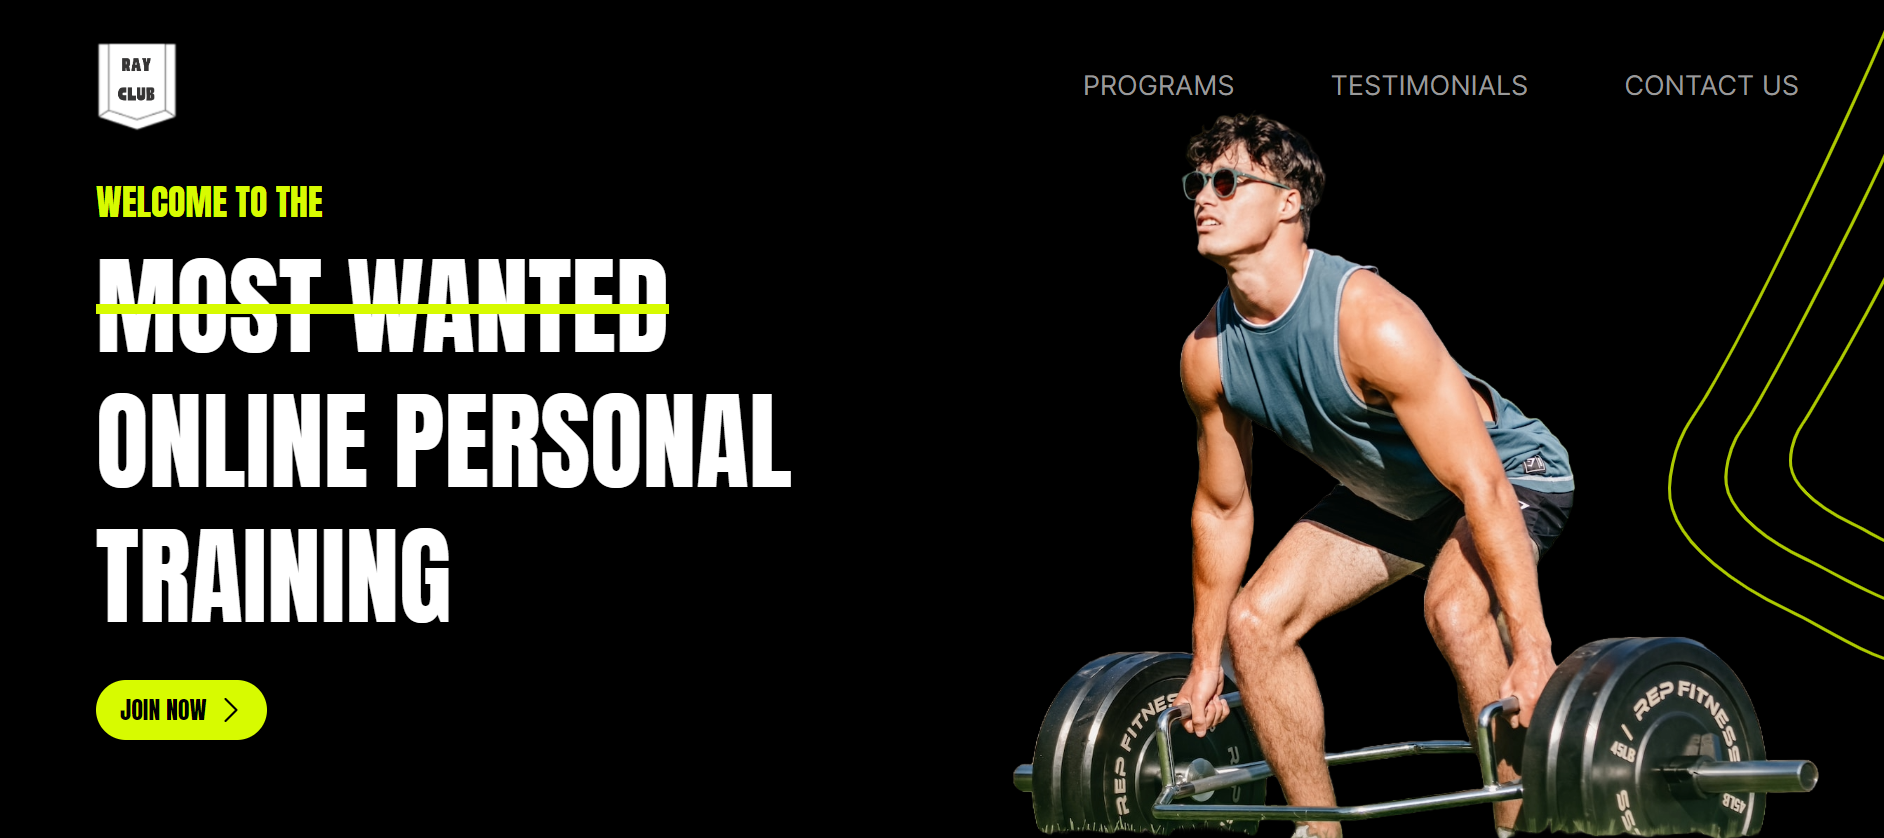 RAY
CLUB
PROGRAMS
TESTIMONIALS
CONTACT US
WELCOME TO THE
MOST WANTED
ONLINE PERSONAL
TRAINING
JOIN NOW
REP FITNESS
REP FITNESS
45LB
45LB